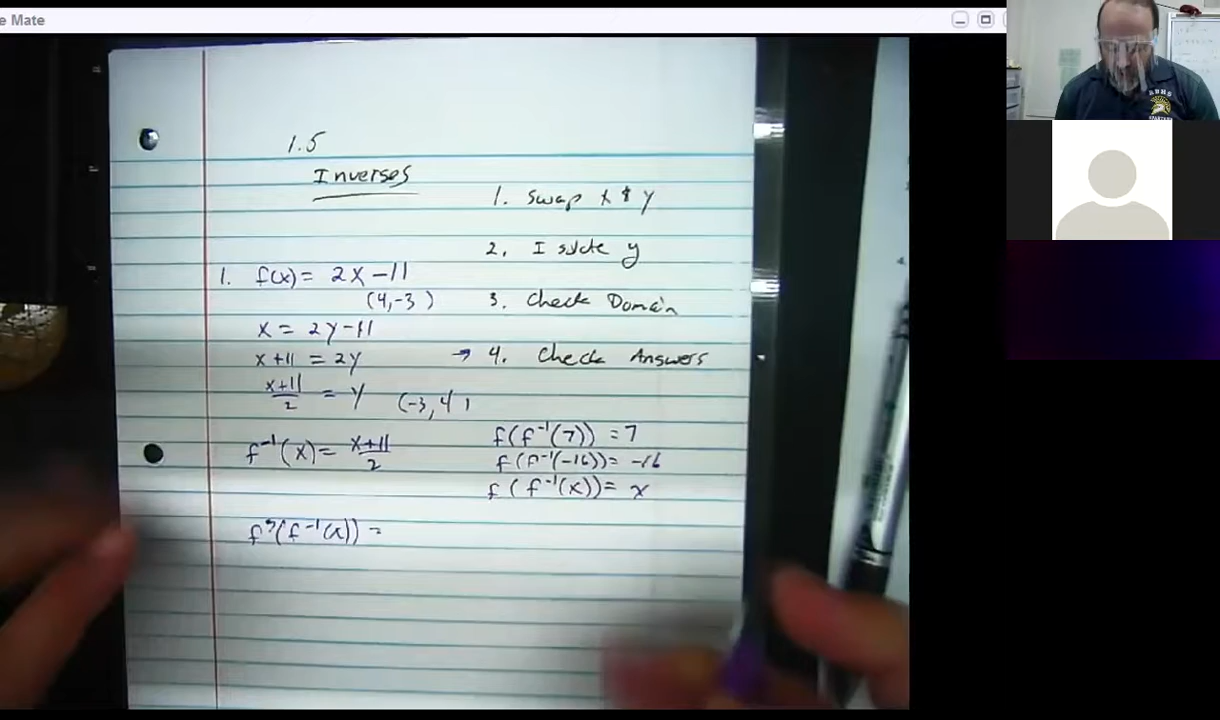 e Mate
1.5
Inverses
1. Swap x & y
2. Isolate y
3. Check Domain
→ 4. Check Answers
1. f(x) = 2x - 11
(4, -3)
x = 2y - 11
x + 11 = 2y
x+11/2 = y (-3, 4)
f⁻¹(x) = x+11/2
f(f⁻¹(7)) = 7
f(f⁻¹(-16)) = -16
f(f⁻¹(x)) = x
(f⁻¹(x)) =